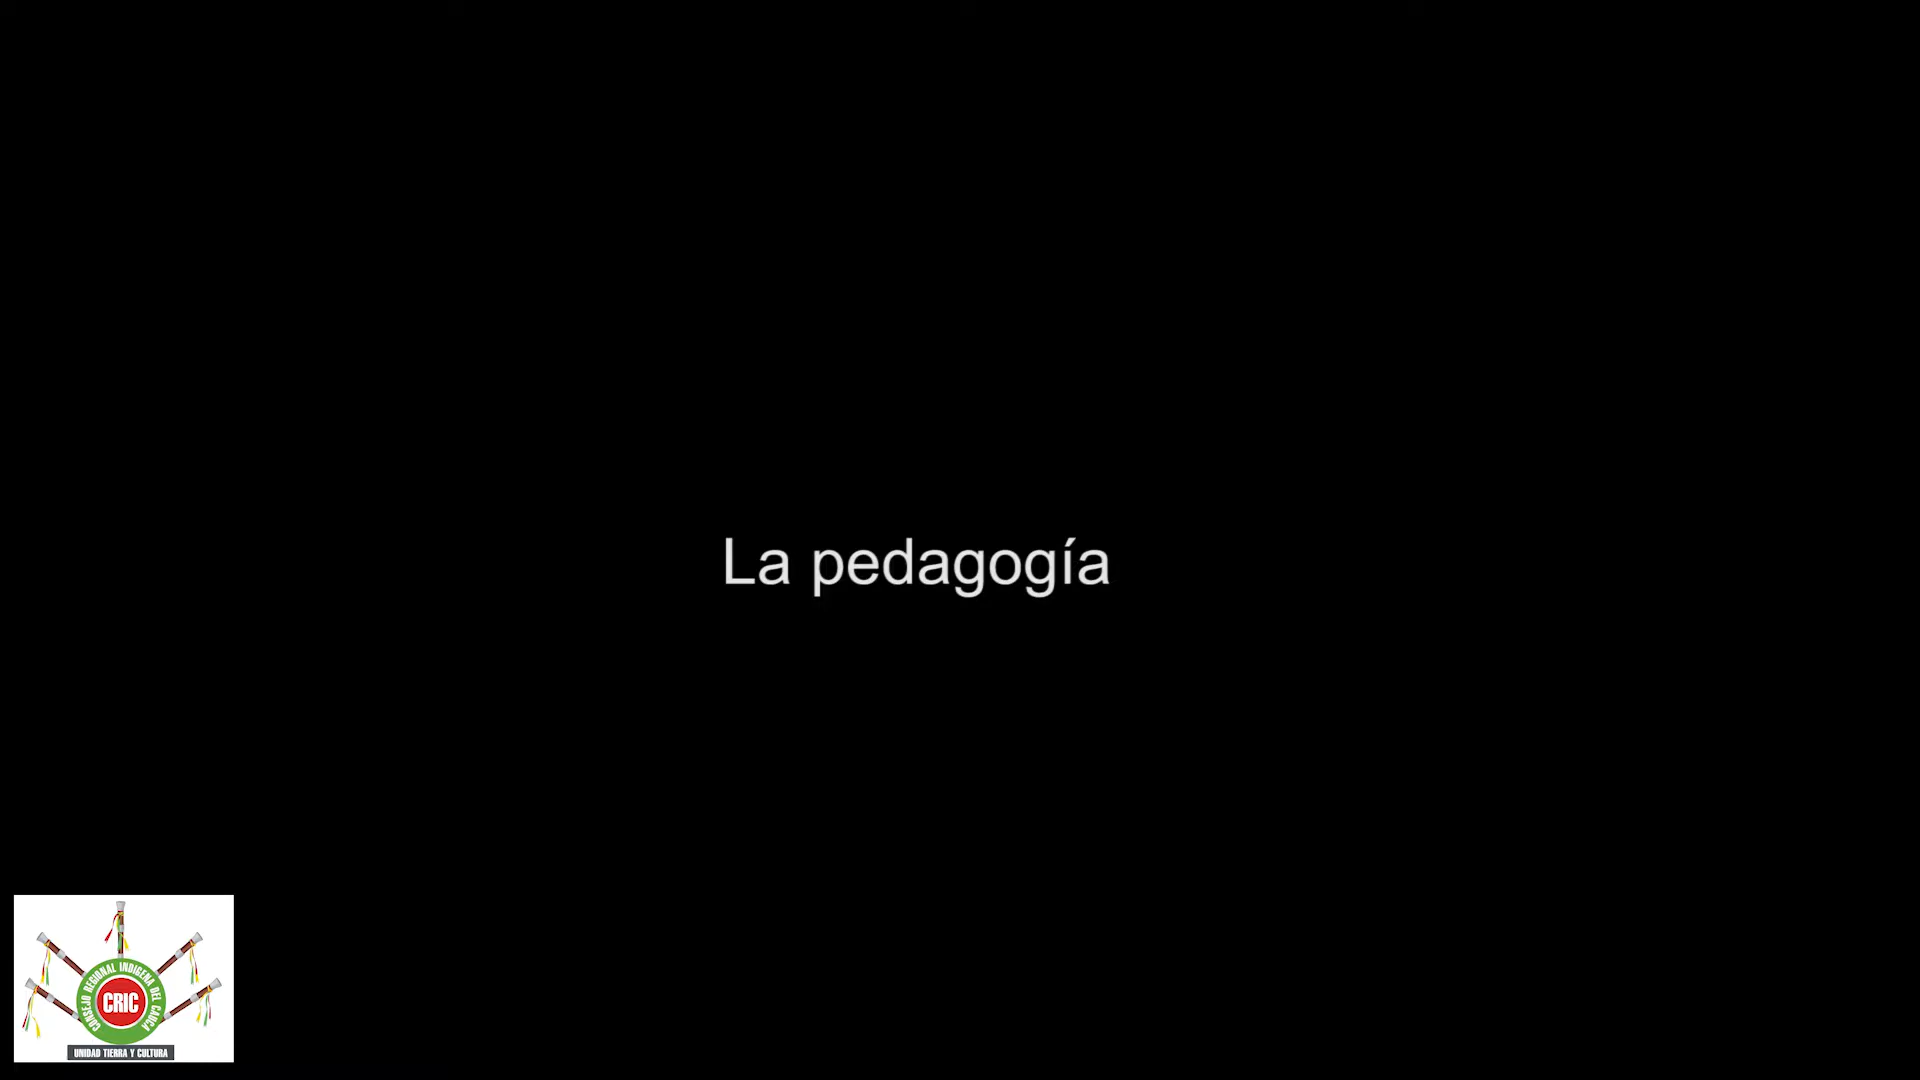 La pedagogía
CONSEJO REGIONAL INDIGENA DEL CAUCA
CRIC
UNIDAD TIERRA Y CULTURA